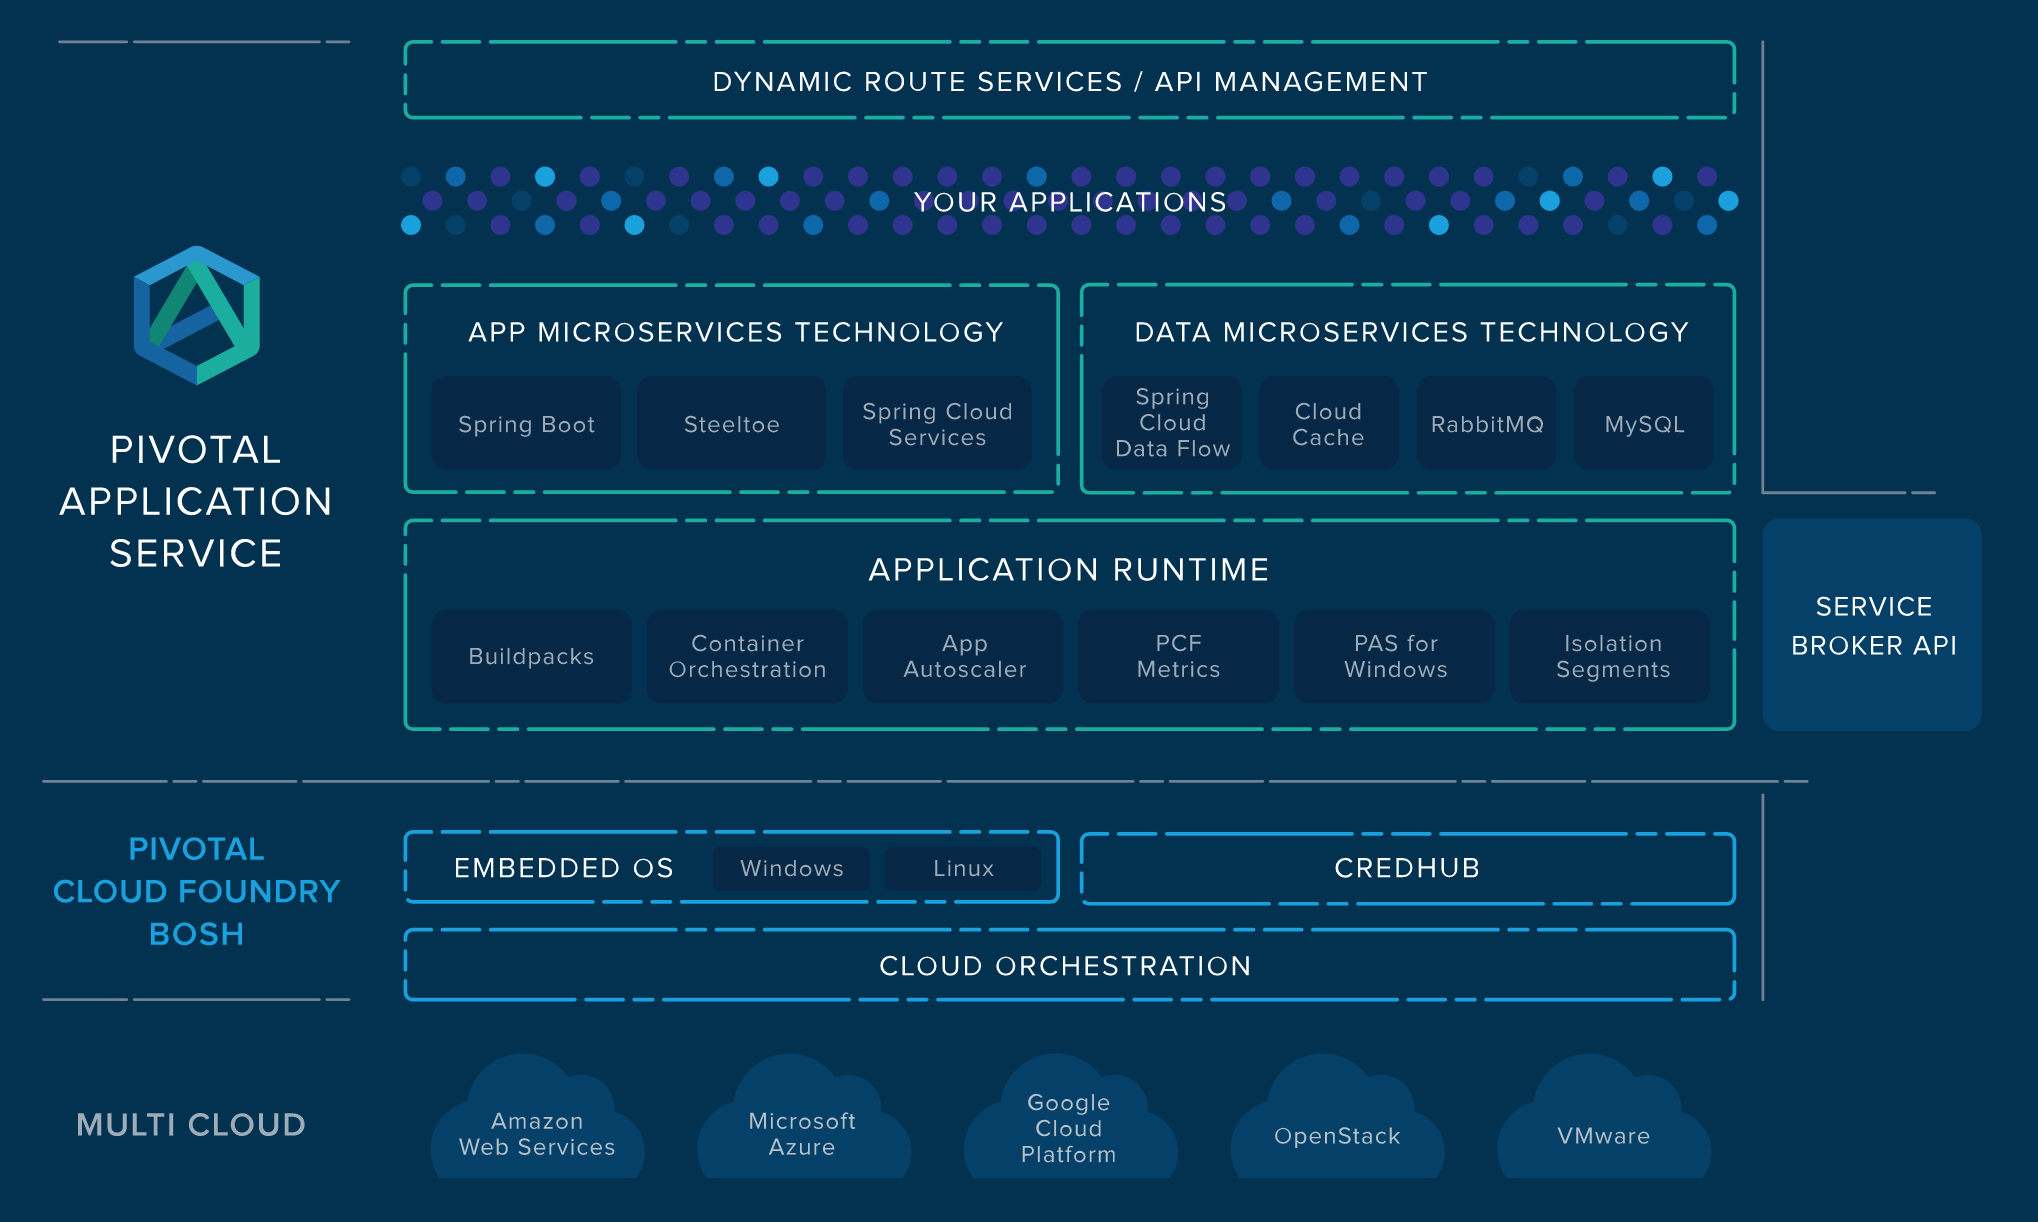 DYNAMIC ROUTE SERVICES / API MANAGEMENT
YOUR APPLICATIONS
PIVOTAL
APPLICATION
SERVICE
APP MICROSERVICES TECHNOLOGY
Spring Boot
Steeltoe
Spring Cloud
Services
DATA MICROSERVICES TECHNOLOGY
Spring
Cloud
Data Flow
Cloud
Cache
RabbitMQ
MySQL
APPLICATION RUNTIME
Buildpacks
Container
Orchestration
App
Autoscaler
PCF
Metrics
PAS for
Windows
Isolation
Segments
SERVICE
BROKER API
PIVOTAL
CLOUD FOUNDRY
BOSH
EMBEDDED OS
Windows
Linux
CREDHUB
CLOUD ORCHESTRATION
MULTI CLOUD
Amazon
Web Services
Microsoft
Azure
Google
Cloud
Platform
OpenStack
VMware